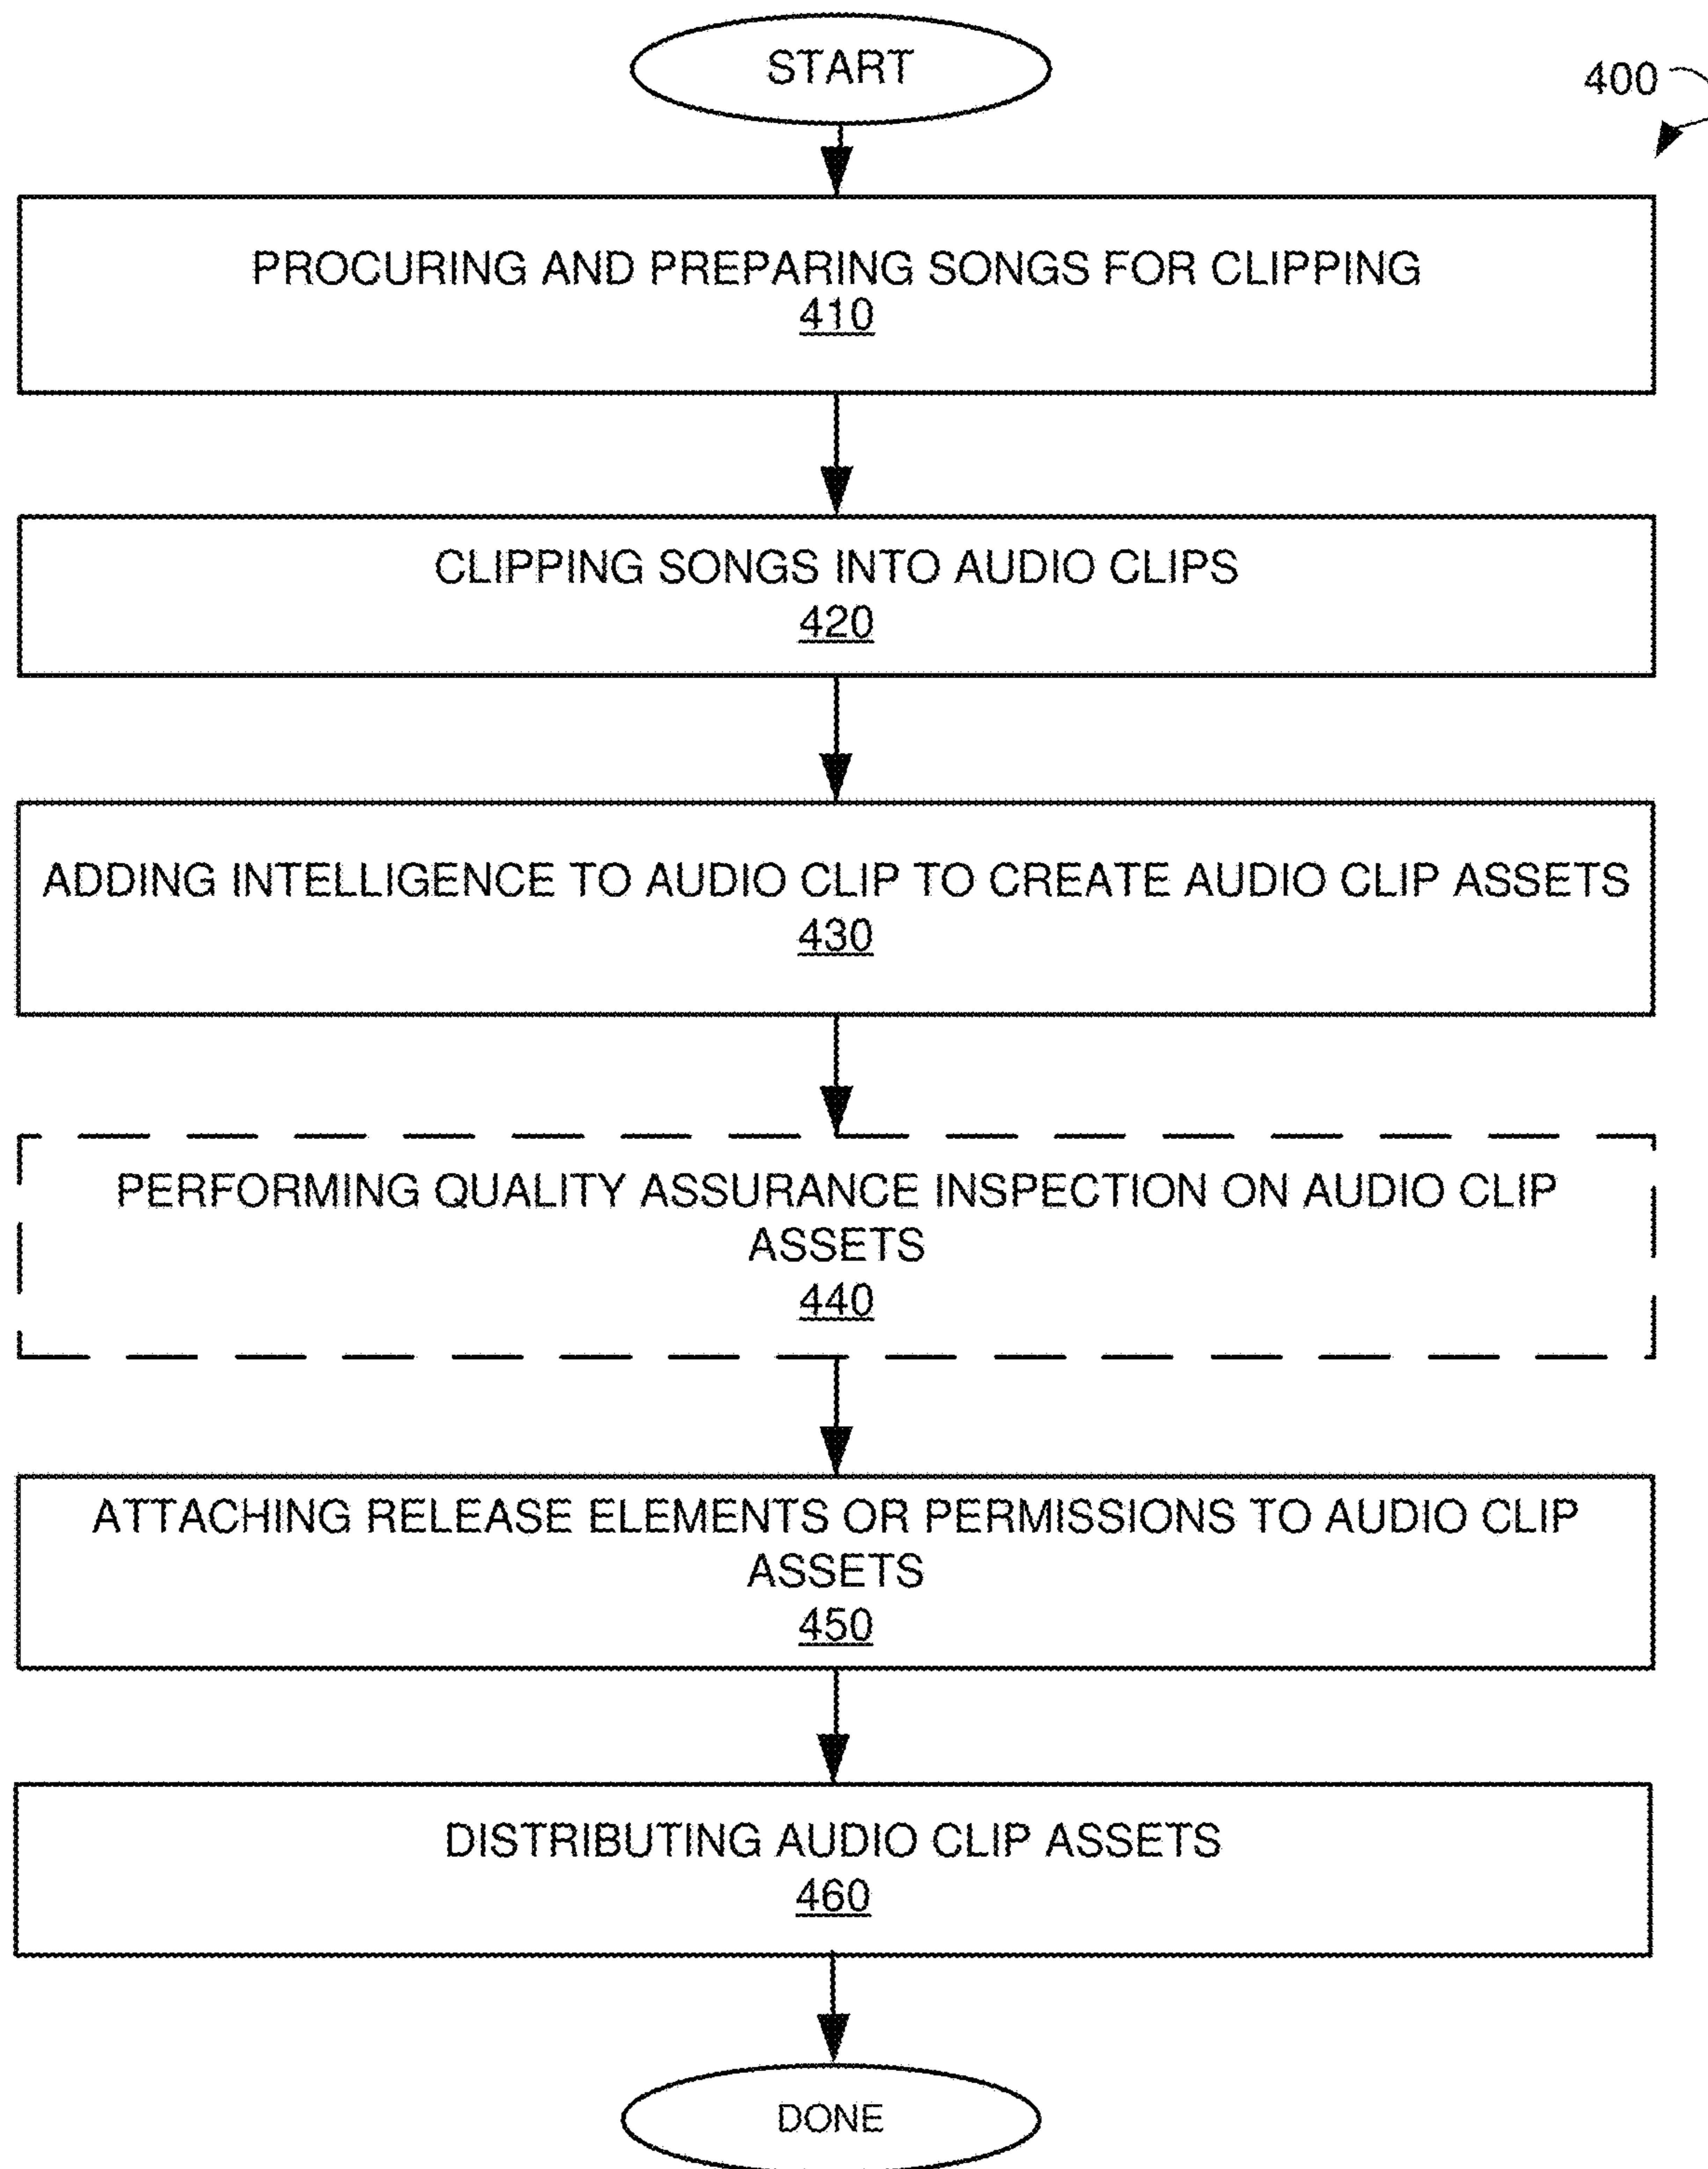 START
400
PROCURING AND PREPARING SONGS FOR CLIPPING
410
CLIPPING SONGS INTO AUDIO CLIPS
420
ADDING INTELLIGENCE TO AUDIO CLIP TO CREATE AUDIO CLIP ASSETS
430
PERFORMING QUALITY ASSURANCE INSPECTION ON AUDIO CLIP
ASSETS
440
ATTACHING RELEASE ELEMENTS OR PERMISSIONS TO AUDIO CLIP
ASSETS
450
DISTRIBUTING AUDIO CLIP ASSETS
460
DONE